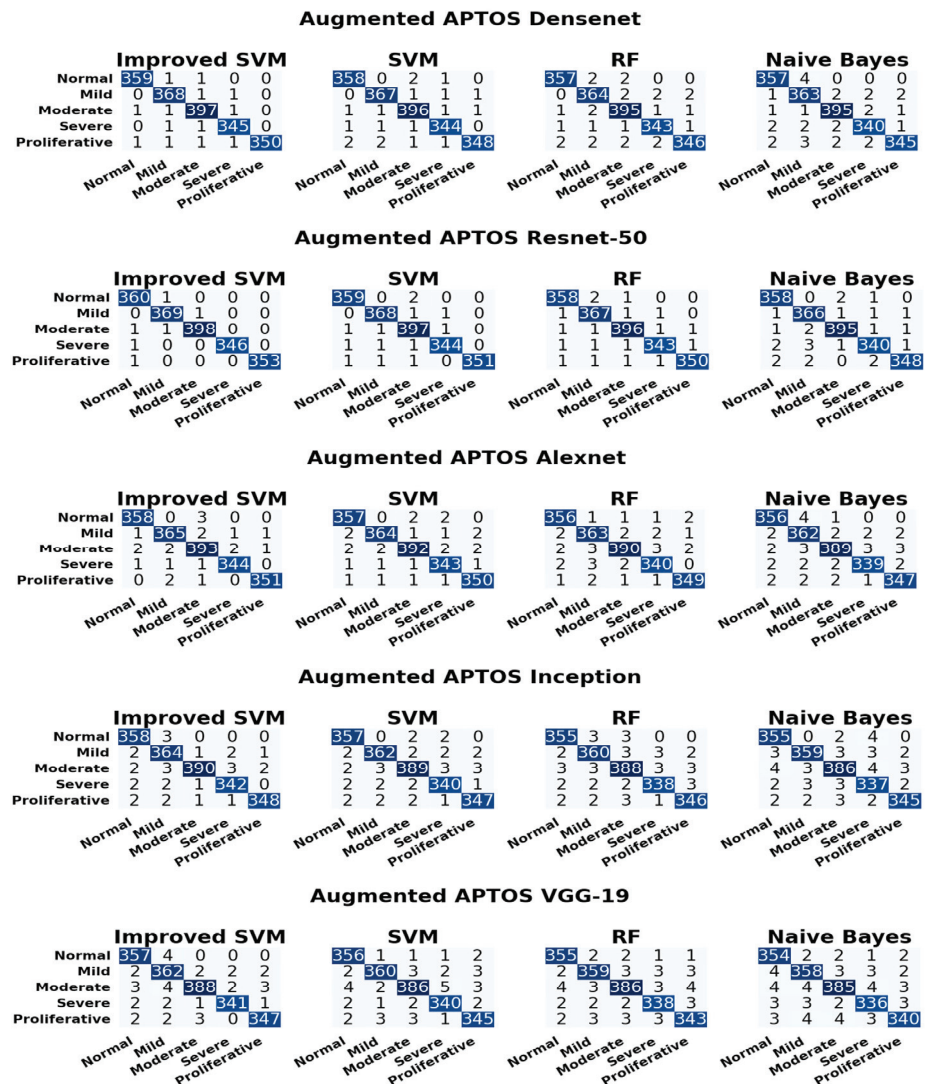 Augmented APTOS Densenet
Improved SVM SVM RF Naive Bayes
Normal 359 1 1 0 0 358 0 2 1 0 357 2 2 0 0 357 4 0 0 0
Mild 0 368 1 1 0 0 367 1 1 1 0 364 2 2 2 1 363 2 2 2
Moderate 1 1 397 1 0 1 1 396 1 1 1 2 395 1 1 1 1 395 2 1
Severe 0 1 1 345 0 1 1 1 344 0 1 1 1 343 1 2 2 2 340 1
Proliferative 1 1 1 1 350 2 2 1 1 348 2 2 2 2 346 2 3 2 2 345
Normal Mild Moderate Severe Proliferative Normal Mild Moderate Severe Proliferative Normal Mild Moderate Severe Proliferative Normal Mild Moderate Severe Proliferative
Augmented APTOS Resnet-50
Improved SVM SVM RF Naive Bayes
Normal 360 1 0 0 0 359 0 2 0 0 358 2 1 0 0 358 0 2 1 0
Mild 0 369 1 0 0 0 368 1 1 0 1 367 1 1 0 1 366 1 1 1
Moderate 1 1 398 0 0 1 1 397 1 0 1 1 396 1 1 1 2 395 1 1
Severe 1 0 0 346 0 1 1 1 344 0 1 1 1 343 1 2 3 1 340 1
Proliferative 1 0 0 0 353 1 1 1 0 351 1 1 1 1 350 2 2 0 2 348
Normal Mild Moderate Severe Proliferative Normal Mild Moderate Severe Proliferative Normal Mild Moderate Severe Proliferative Normal Mild Moderate Severe Proliferative
Augmented APTOS Alexnet
Improved SVM SVM RF Naive Bayes
Normal 358 0 3 0 0 357 0 2 2 0 356 1 1 1 2 356 4 1 0 0
Mild 1 365 2 1 1 2 364 1 1 2 2 363 2 2 1 2 362 2 2 2
Moderate 2 2 393 2 1 2 2 392 2 2 2 3 390 3 2 2 3 389 3 3
Severe 1 1 1 344 0 1 1 1 343 1 2 3 2 340 0 2 2 2 339 2
Proliferative 0 2 1 0 351 1 1 1 1 350 1 2 1 1 349 2 2 2 1 347
Normal Mild Moderate Severe Proliferative Normal Mild Moderate Severe Proliferative Normal Mild Moderate Severe Proliferative Normal Mild Moderate Severe Proliferative
Augmented APTOS Inception
Improved SVM SVM RF Naive Bayes
Normal 358 3 0 0 0 357 0 2 2 0 355 3 3 0 0 355 0 2 4 0
Mild 2 364 1 2 1 2 362 2 2 2 2 360 3 3 2 3 359 3 3 2
Moderate 2 3 390 3 2 2 3 389 3 3 3 3 388 3 3 4 3 386 4 3
Severe 2 2 1 342 0 2 2 2 340 1 2 2 2 338 3 2 3 3 337 2
Proliferative 2 2 1 1 348 2 2 2 1 347 2 2 3 1 346 2 2 3 2 345
Normal Mild Moderate Severe Proliferative Normal Mild Moderate Severe Proliferative Normal Mild Moderate Severe Proliferative Normal Mild Moderate Severe Proliferative
Augmented APTOS VGG-19
Improved SVM SVM RF Naive Bayes
Normal 357 4 0 0 0 356 1 1 1 2 355 2 2 1 1 354 2 2 1 2
Mild 2 362 2 2 2 2 360 3 2 3 2 359 3 3 3 4 358 3 3 2
Moderate 3 4 388 2 3 4 2 386 5 3 4 3 386 3 4 4 4 385 4 3
Severe 2 2 1 341 1 2 1 2 340 2 2 2 2 338 3 3 3 2 336 3
Proliferative 2 2 3 0 347 2 3 3 1 345 2 3 3 3 343 3 4 4 3 340
Normal Mild Moderate Severe Proliferative Normal Mild Moderate Severe Proliferative Normal Mild Moderate Severe Proliferative Normal Mild Moderate Severe Proliferative